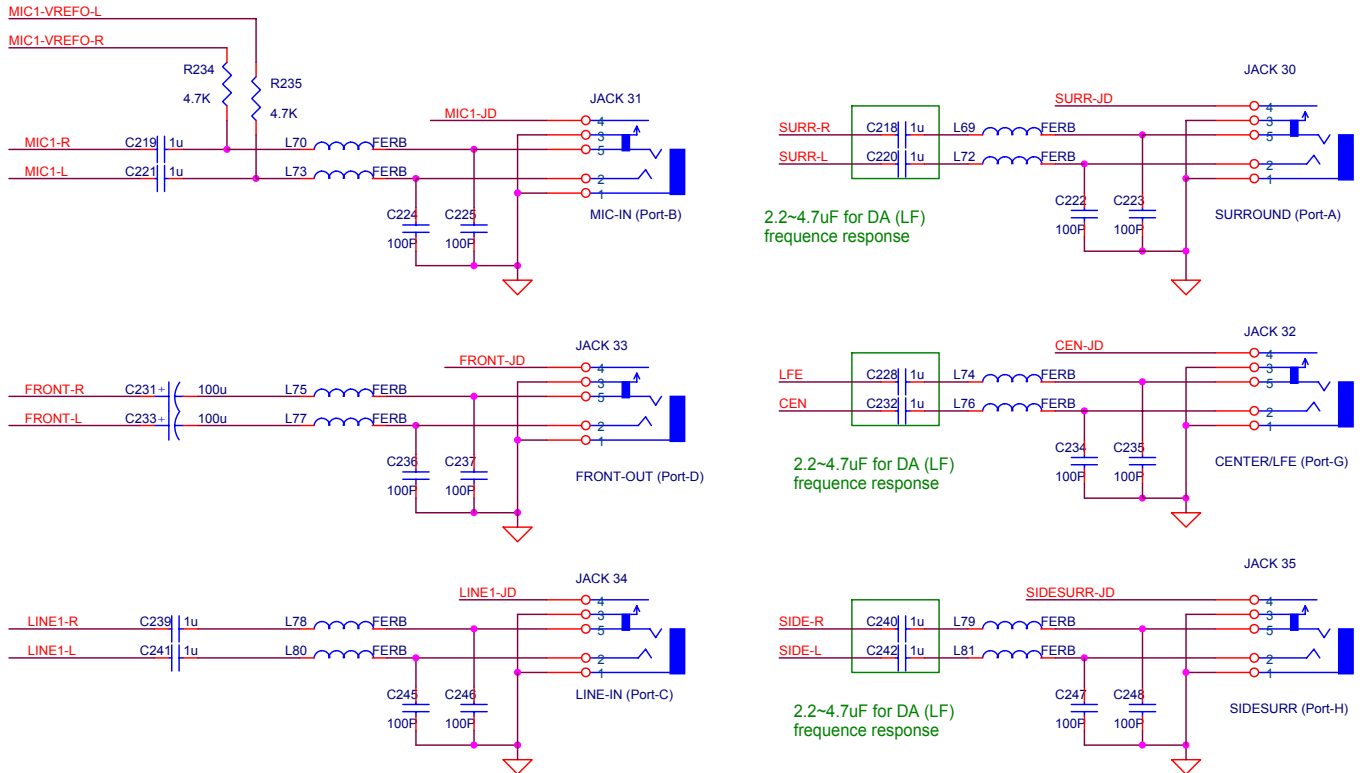 MIC1-VREFO-L
MIC1-VREFO-R
R234
4.7K
R235
4.7K
JACK 31
MIC1-JD
4
3
MIC1-R
C219
1u
L70
FERB
5
MIC1-L
C221
1u
L73
FERB
2
1
C224
100P
C225
100P
MIC-IN (Port-B)
JACK 30
SURR-JD
4
3
SURR-R
C218
1u
L69
FERB
5
SURR-L
C220
1u
L72
FERB
2
1
C222
100P
C223
100P
SURROUND (Port-A)
2.2~4.7uF for DA (LF)
frequence response
JACK 33
FRONT-JD
4
3
FRONT-R
C231
+
100u
L75
FERB
5
FRONT-L
C233
+
100u
L77
FERB
2
1
C236
100P
C237
100P
FRONT-OUT (Port-D)
JACK 32
CEN-JD
4
3
LFE
C228
1u
L74
FERB
5
CEN
C232
1u
L76
FERB
2
1
C234
100P
C235
100P
CENTER/LFE (Port-G)
2.2~4.7uF for DA (LF)
frequence response
JACK 34
LINE1-JD
4
3
LINE1-R
C239
1u
L78
FERB
5
LINE1-L
C241
1u
L80
FERB
2
1
C245
100P
C246
100P
LINE-IN (Port-C)
JACK 35
SIDESURR-JD
4
3
SIDE-R
C240
1u
L79
FERB
5
SIDE-L
C242
1u
L81
FERB
2
1
C247
100P
C248
100P
SIDESURR (Port-H)
2.2~4.7uF for DA (LF)
frequence response